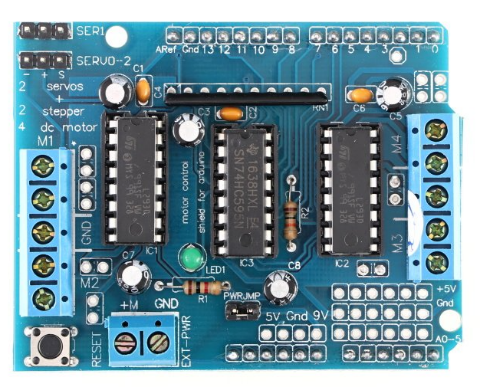 SER1
ARef Gnd 13 12 11 10 9 8
7 6 5 4 3 2 1 0
SERVO-2
- + S
2 servos
+
2 stepper
4 dc motor
M1
C1
C4
C3
C2
RN1
C6
C5
M4
SN74HC595N
motor control
shield for arduino
R2
GND
IC1
IC3
IC2
M3
C7
LED1
C8
M2
R1
PWRJMP
+M GND
EXT-PWR
RESET
5V Gnd 9V
+5V
Gnd
A0-5